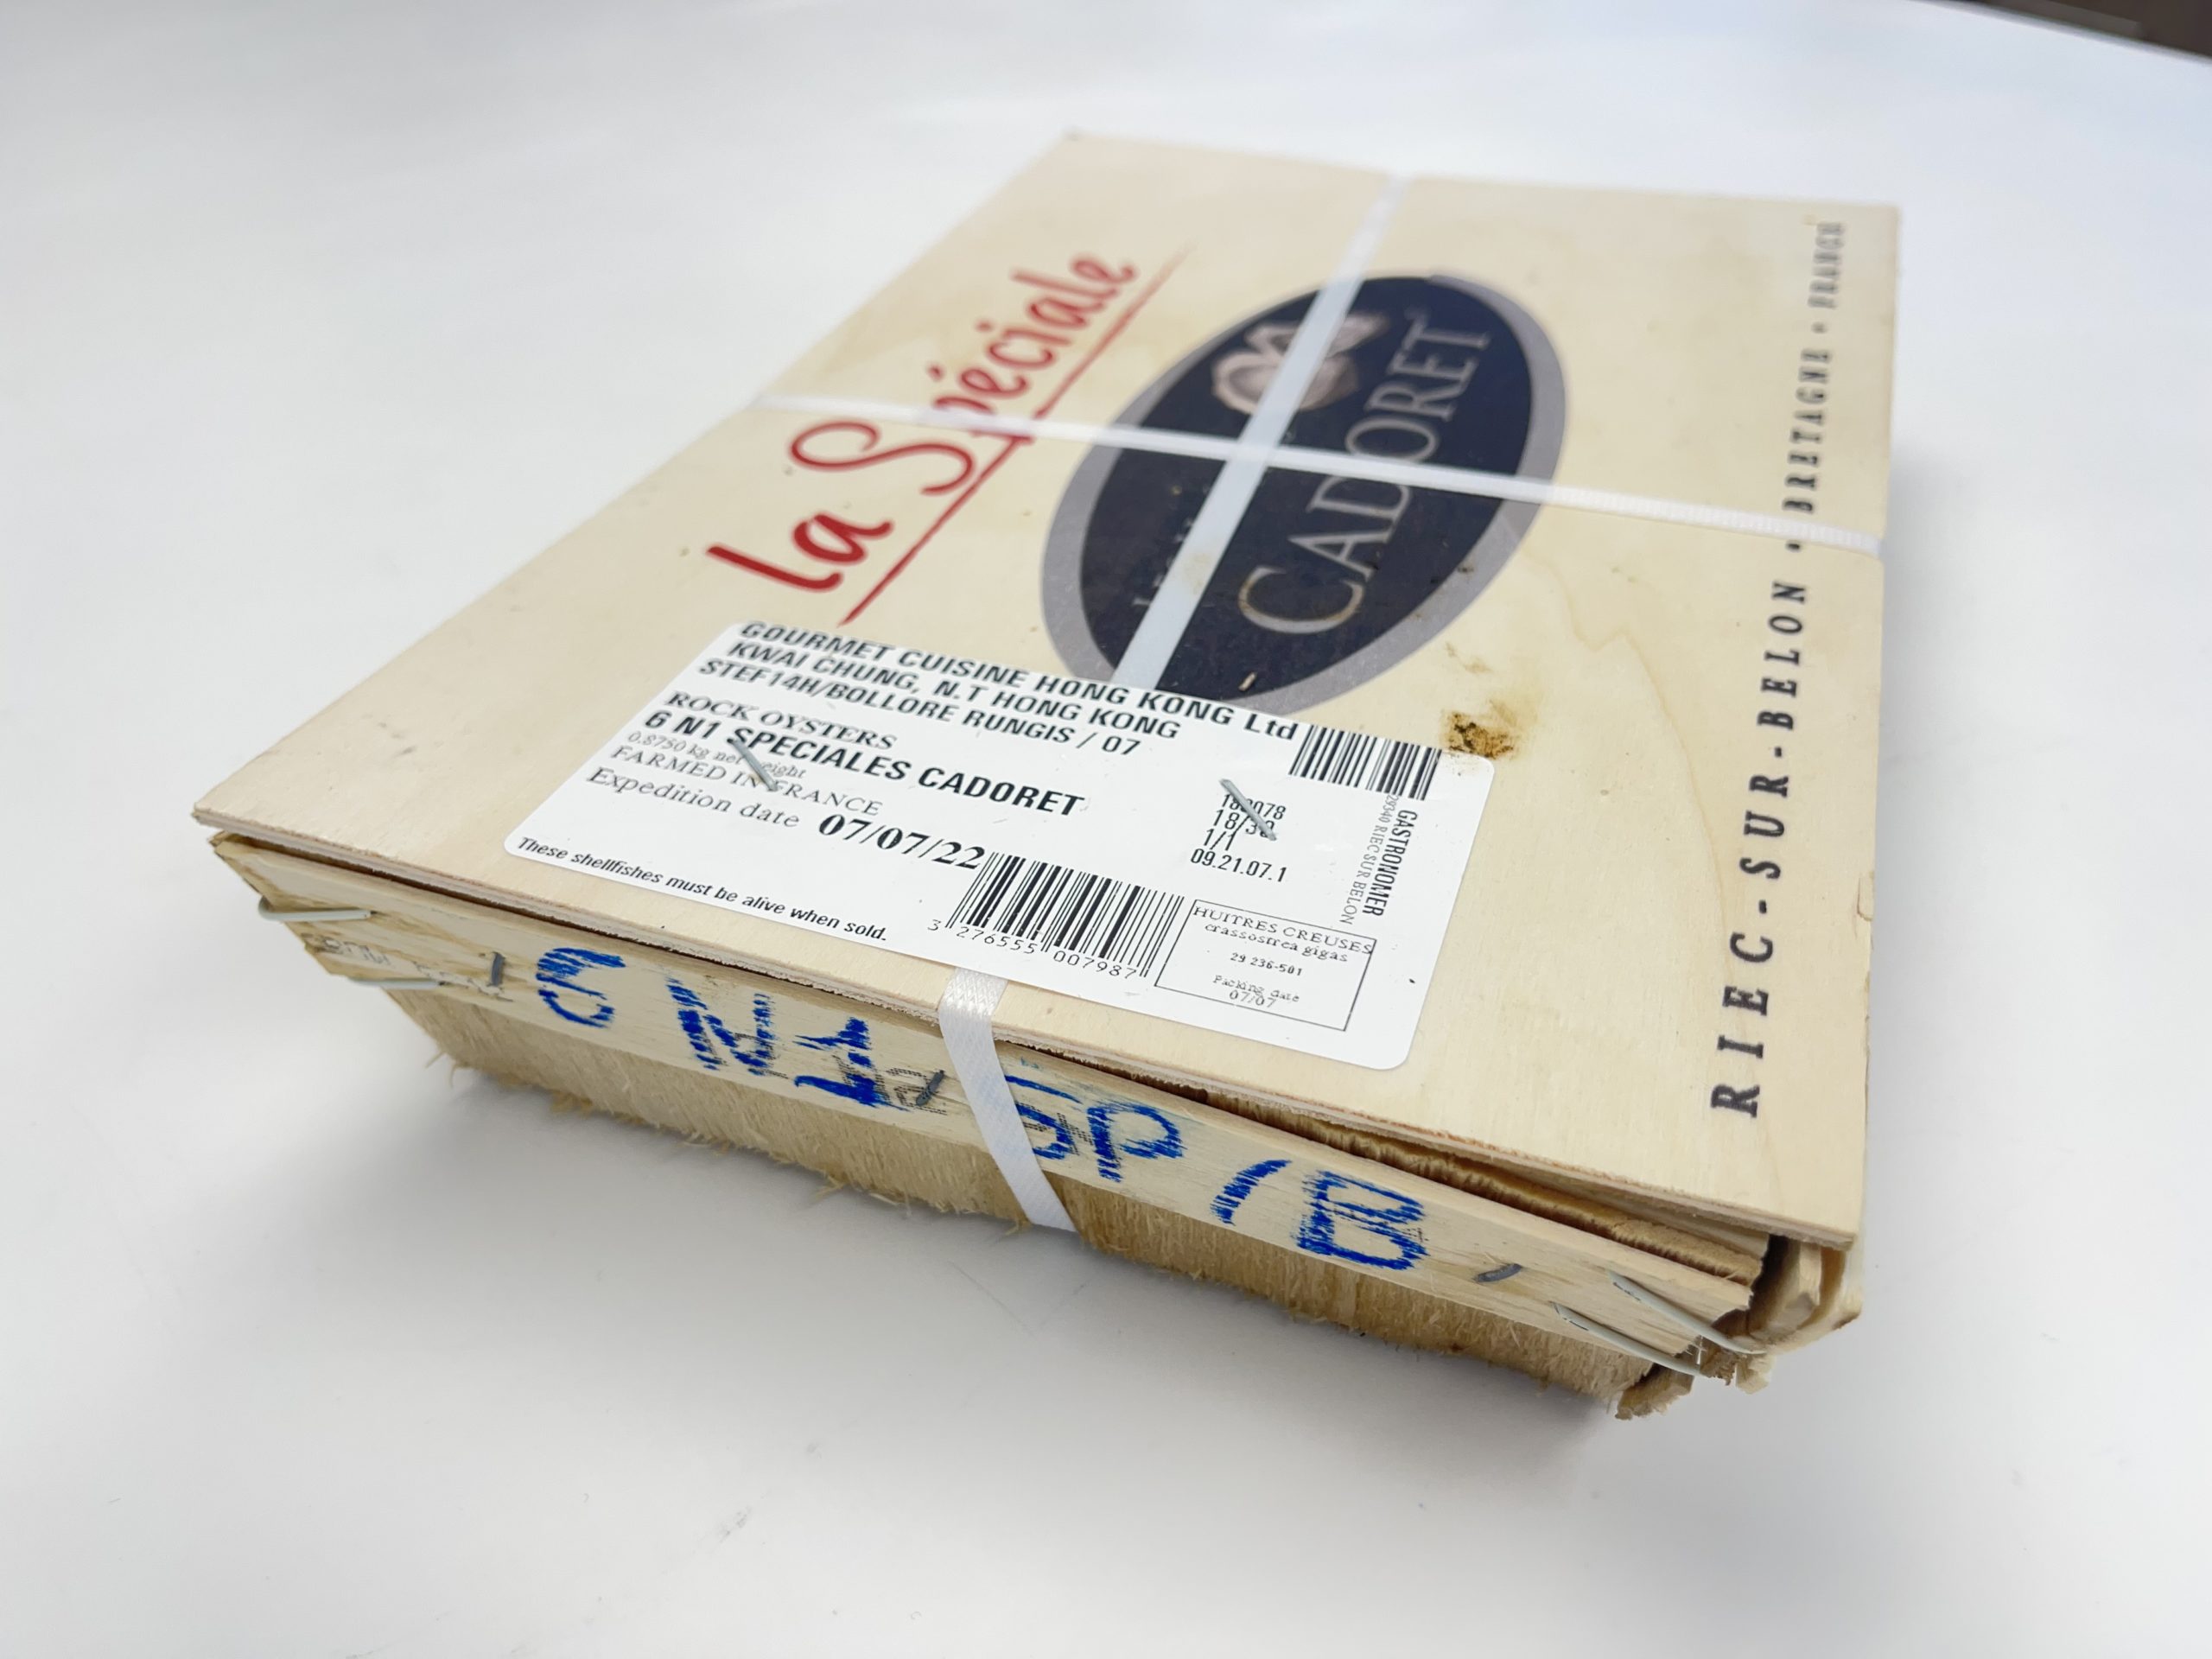 La Spéciale
CADORET
RIEC-SUR-BELON • BRETAGNE • FRANCE
GOURMET CUISINE HONG KONG Ltd
KWAI CHUNG, N.T HONG KONG
STEF14H/BOLLORE RUNGIS / 07
ROCK OYSTERS
6 N1 SPECIALES CADORET
0.8750 kg net weight
FARMED IN FRANCE
Expedition date 07/07/22
These shellfishes must be alive when sold.
1/1
09.21.07.1
GASTRONOMER
29340 RIEC SUR BELON
3 276555 007987
HUITRES CREUSES
crassostrea gigas
29 236-501
Packing date
07/07